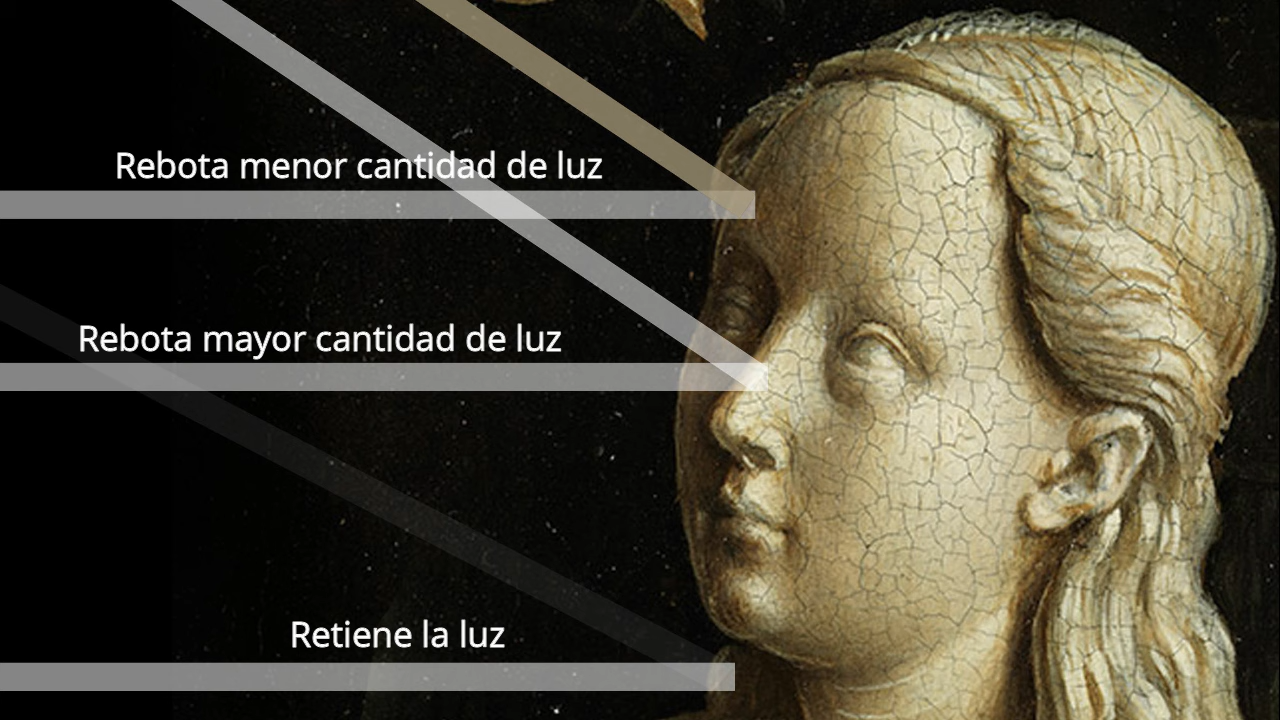 Rebota menor cantidad de luz
Rebota mayor cantidad de luz
Retiene la luz